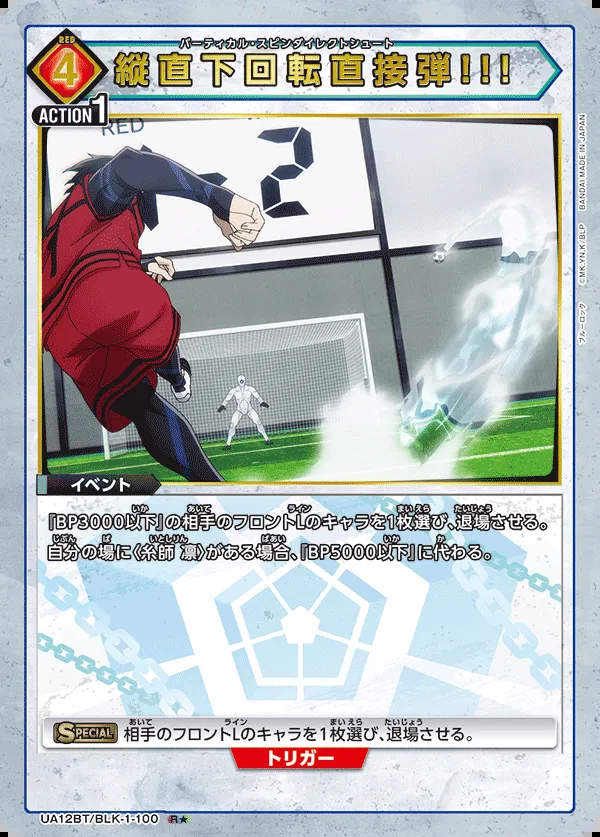 RED
4
バーティカル・スピンダイレクトシュート
縦直下回転直接弾!!!
ACTION 1
RED
2
イベント
『BP3000以下』の相手のフロントLのキャラを1枚選び、退場させる。
自分の場に〈糸師 凛〉がある場合、『BP5000以下』に代わる。
SPECIAL 相手のフロントLのキャラを1枚選び、退場させる。
トリガー
UA12BT/BLK-1-100 R★
ブルーロック ©MK,YN,K/BLP BANDAI MADE IN JAPAN